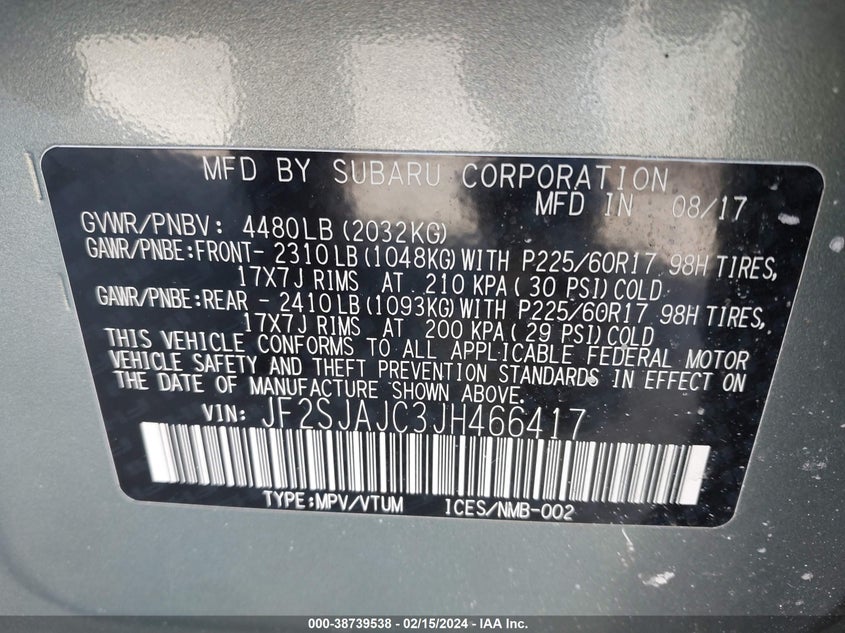 MFD BY SUBARU CORPORATION
MFD IN 08/17
GVWR/PNBV: 4480LB(2032KG)
GAWR/PNBE:FRONT- 2310LB(1048KG)WITH P225/60R17 98H TIRES,
17X7J RIMS AT 210 KPA( 30 PSI)COLD
GAWR/PNBE:REAR - 2410LB(1093KG)WITH P225/60R17 98H TIRES,
17X7J RIMS AT 200 KPA( 29 PSI)COLD
THIS VEHICLE CONFORMS TO ALL APPLICABLE FEDERAL MOTOR
VEHICLE SAFETY AND THEFT PREVENTION STANDARDS IN EFFECT ON
THE DATE OF MANUFACTURE SHOWN ABOVE.
VIN: JF2SJAJC3JH466417
TYPE:MPV/VTUM ICES/NMB-002
000-38739538 - 02/15/2024 - IAA Inc.